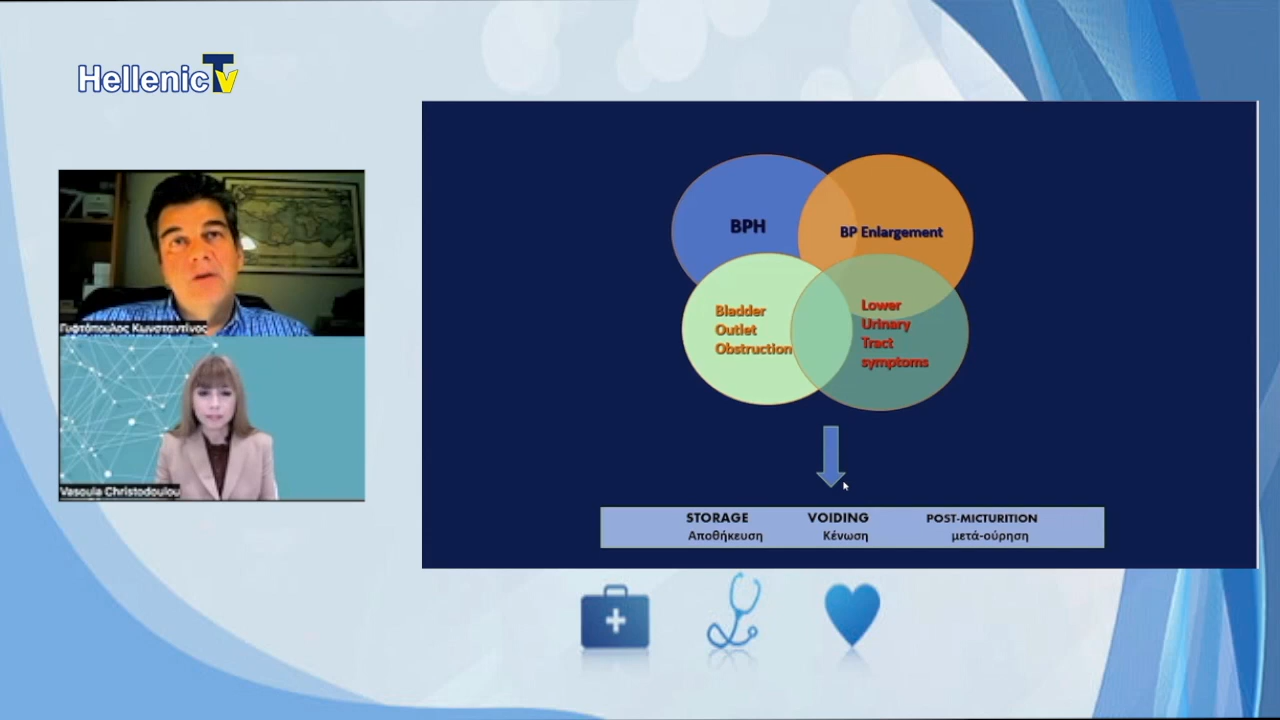 HellenicTv
Γυφτόπουλος Κωνσταντίνος
Vasoula Christodoulou
BPH
BP Enlargement
Bladder
Outlet
Obstruction
Lower
Urinary
Tract
symptoms
STORAGE VOIDING POST-MICTURITION
Αποθήκευση Κένωση μετά-ούρηση